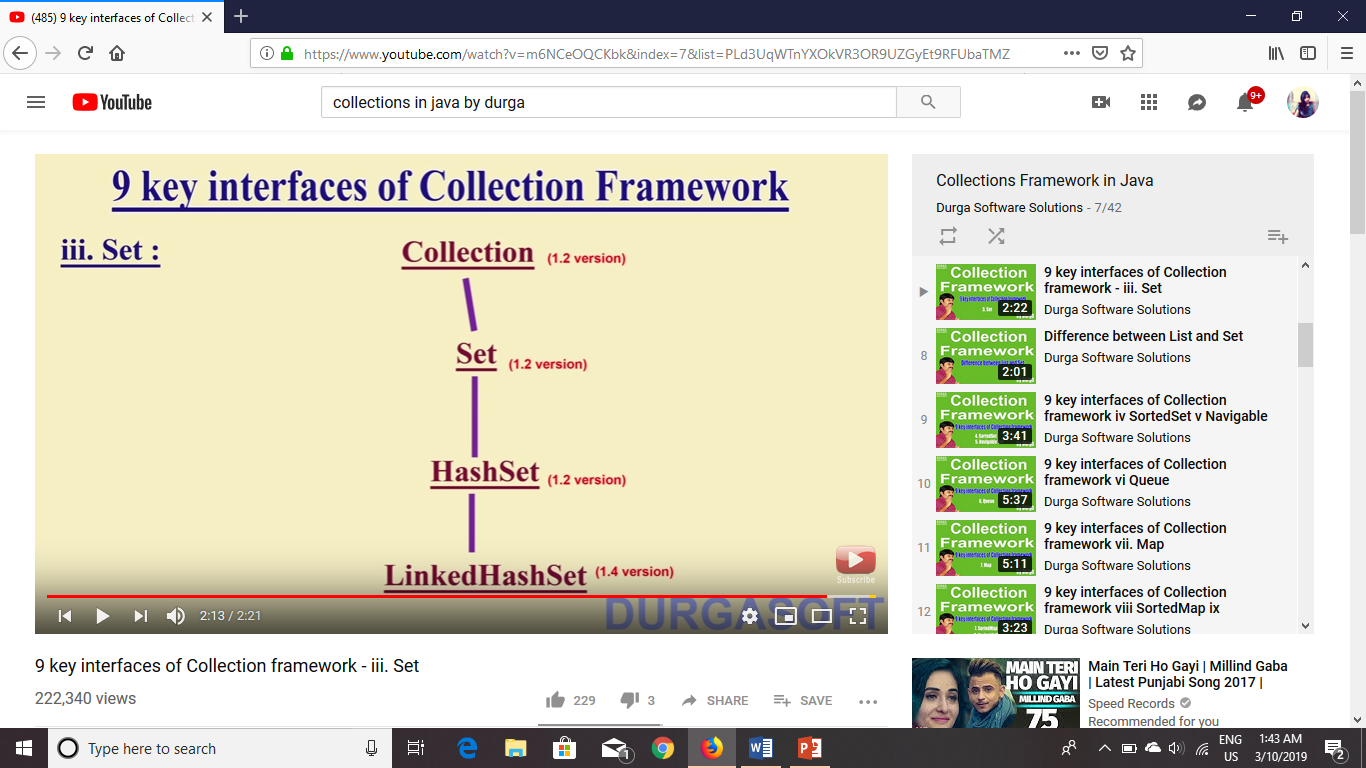 (485) 9 key interfaces of Collect
https://www.youtube.com/watch?v=m6NCeOQCKbk&index=7&list=PLd3UqWTnYXOkVR3OR9UZGyEt9RFUbaTMZ
YouTube
collections in java by durga
9+
9 key interfaces of Collection Framework
iii. Set :
Collection (1.2 version)
Set (1.2 version)
HashSet (1.2 version)
LinkedHashSet (1.4 version)
Subscribe
DURGASOFT
2:13 / 2:21
9 key interfaces of Collection framework - iii. Set
222,340 views
229
3
SHARE
SAVE
Collections Framework in Java
Durga Software Solutions - 7/42
Collection
Framework
2:22
9 key interfaces of Collection
framework - iii. Set
Durga Software Solutions
8
Collection
Framework
Difference between List and Set
2:01
Difference between List and Set
Durga Software Solutions
9
Collection
Framework
3:41
9 key interfaces of Collection
framework iv SortedSet v Navigable
Durga Software Solutions
10
Collection
Framework
5:37
9 key interfaces of Collection
framework vi Queue
Durga Software Solutions
11
Collection
Framework
5:11
9 key interfaces of Collection
framework vii. Map
Durga Software Solutions
12
Collection
Framework
3:23
9 key interfaces of Collection
framework viii SortedMap ix
Durga Software Solutions
MAIN TERI
HO GAYI
MILLIND GABA
75
Main Teri Ho Gayi | Millind Gaba
| Latest Punjabi Song 2017 |
Speed Records
Recommended for you
Type here to search
1
ENG
US
1:43 AM
3/10/2019
2